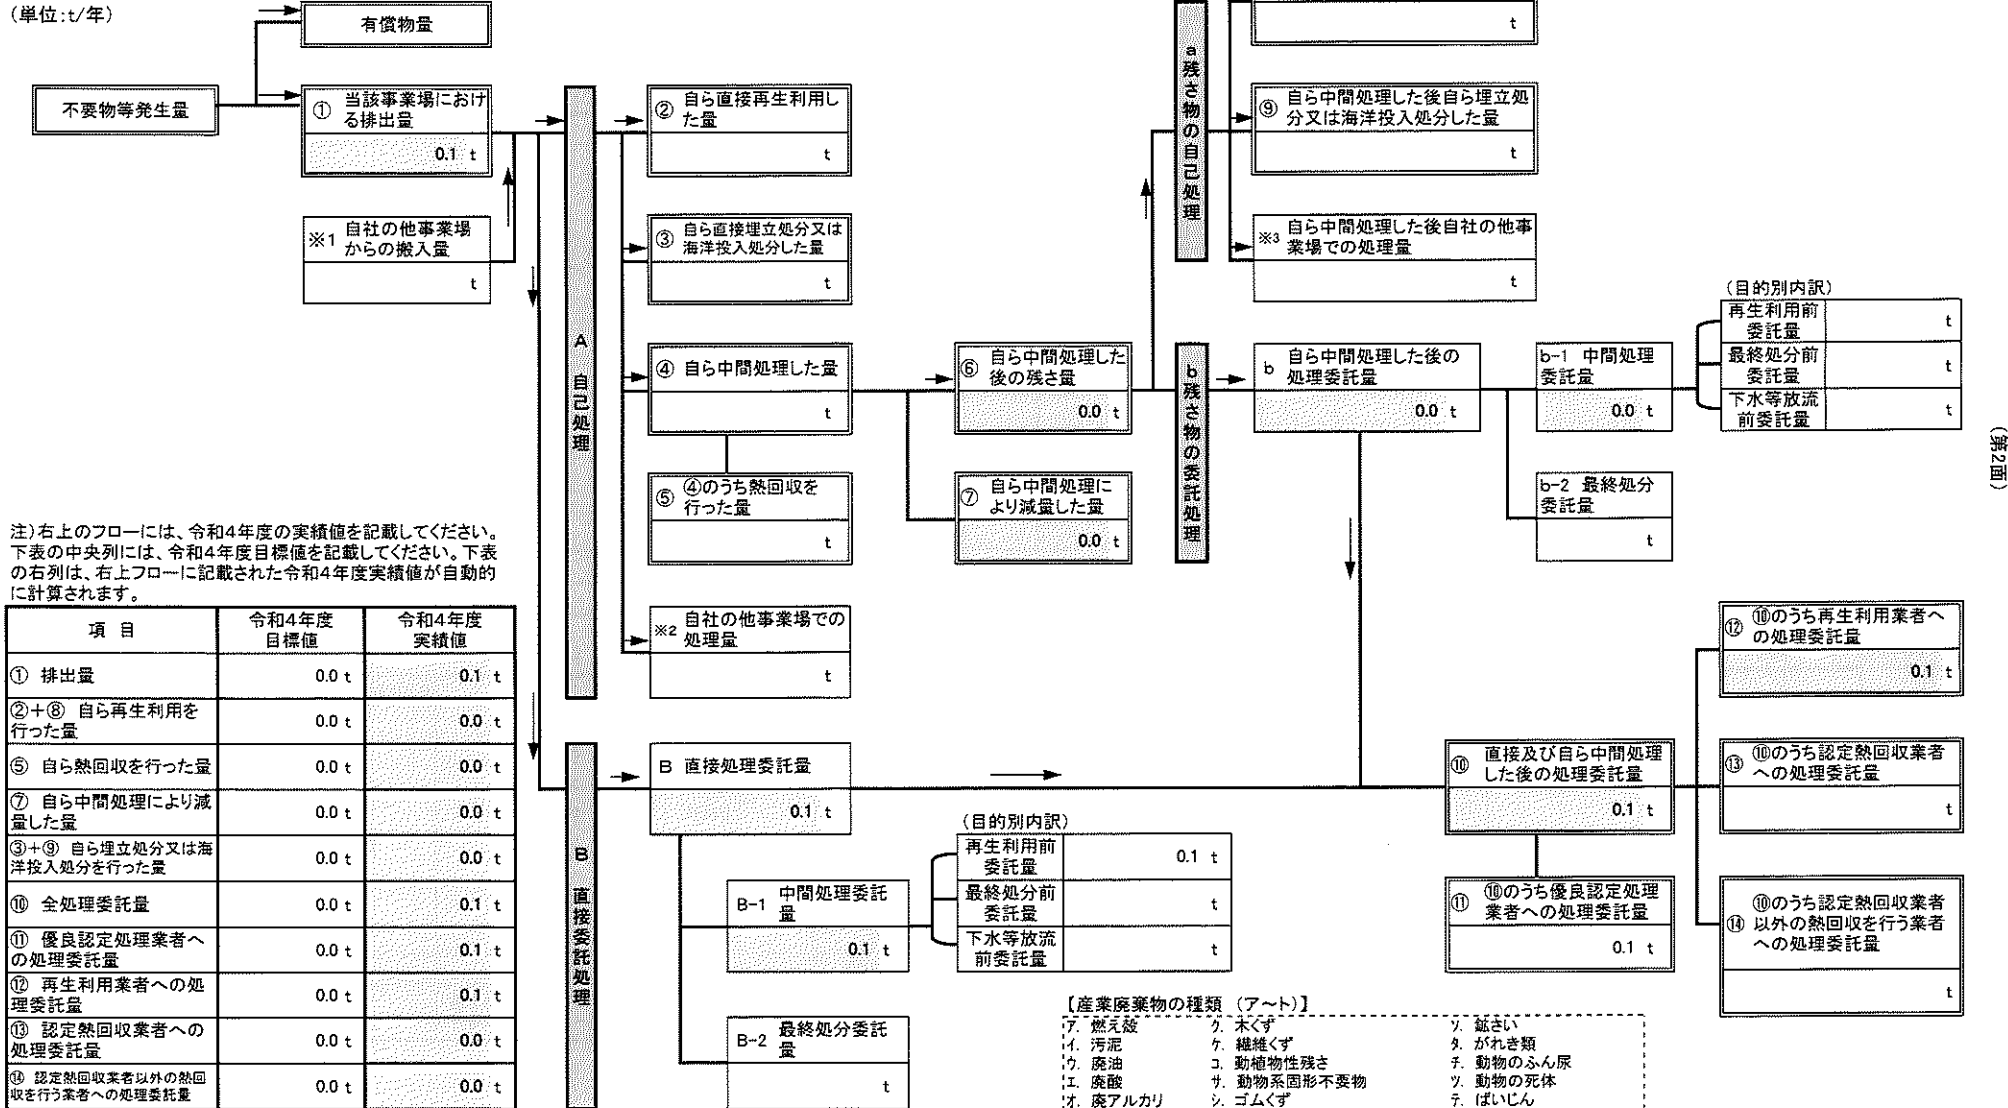 (単位:t/年)
有償物量
不要物等発生量
① 当該事業場におけ
る排出量
0.1 t
※1 自社の他事業場
からの搬入量
t
A 自己処理
② 自ら直接再生利用し
た量
t
③ 自ら直接埋立処分又は
海洋投入処分した量
t
④ 自ら中間処理した量
t
⑤ ④のうち熱回収を
行った量
t
※2 自社の他事業場での
処理量
t
⑥ 自ら中間処理した
後の残さ量
0.0 t
⑦ 自ら中間処理に
より減量した量
0.0 t
a残さ物の自己処理
t
⑨ 自ら中間処理した後自ら埋立処
分又は海洋投入処分した量
t
※3 自ら中間処理した後自社の他事
業場での処理量
t
b残さ物の委託処理
b 自ら中間処理した後の
処理委託量
0.0 t
b-1 中間処理
委託量
0.0 t
(目的別内訳)
再生利用前
委託量 t
最終処分前
委託量 t
下水等放流
前委託量 t
b-2 最終処分
委託量
t
(第2面)
注)右上のフローには、令和4年度の実績値を記載してください。
下表の中央列には、令和4年度目標値を記載してください。下表
の右列は、右上フローに記載された令和4年度実績値が自動的
に計算されます。
項 目 令和4年度
目標値 令和4年度
実績値
① 排出量 0.0 t 0.1 t
②+⑧ 自ら再生利用を
行った量 0.0 t 0.0 t
⑤ 自ら熱回収を行った量 0.0 t 0.0 t
⑦ 自ら中間処理により減
量した量 0.0 t 0.0 t
③+⑨ 自ら埋立処分又は海
洋投入処分を行った量 0.0 t 0.0 t
⑩ 全処理委託量 0.0 t 0.1 t
⑪ 優良認定処理業者へ
の処理委託量 0.0 t 0.1 t
⑫ 再生利用業者への処
理委託量 0.0 t 0.1 t
⑬ 認定熱回収業者への
処理委託量 0.0 t 0.0 t
⑭ 認定熱回収業者以外の熱回
収を行う業者への処理委託量 0.0 t 0.0 t
B 直接委託処理
B 直接処理委託量
0.1 t
B-1 中間処理委託
量
0.1 t
(目的別内訳)
再生利用前
委託量 0.1 t
最終処分前
委託量 t
下水等放流
前委託量 t
B-2 最終処分委託
量
t
⑩ 直接及び自ら中間処理
した後の処理委託量
0.1 t
⑪ ⑩のうち優良認定処理
業者への処理委託量
0.1 t
⑫ ⑩のうち再生利用業者へ
の処理委託量
0.1 t
⑬ ⑩のうち認定熱回収業者
への処理委託量
t
⑭ ⑩のうち認定熱回収業者
以外の熱回収を行う業者
への処理委託量
t
【産業廃棄物の種類 (ア~ト)】
ア. 燃え殻 ク. 木くず ソ. 鉱さい
イ. 汚泥 ケ. 繊維くず タ. がれき類
ウ. 廃油 コ. 動植物性残さ チ. 動物のふん尿
エ. 廃酸 サ. 動物系固形不要物 ツ. 動物の死体
オ. 廃アルカリ シ. ゴムくず テ. ばいじん